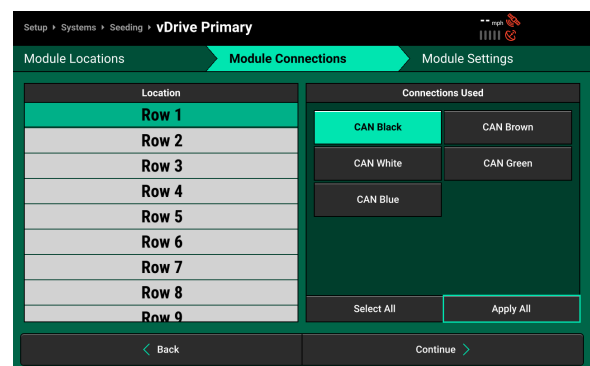 Setup ‣ Systems ‣ Seeding ‣ vDrive Primary
-- mph
Module Locations
Module Connections
Module Settings
Location
Row 1
Row 2
Row 3
Row 4
Row 5
Row 6
Row 7
Row 8
Row 9
Connections Used
CAN Black
CAN Brown
CAN White
CAN Green
CAN Blue
Select All
Apply All
Back
Continue